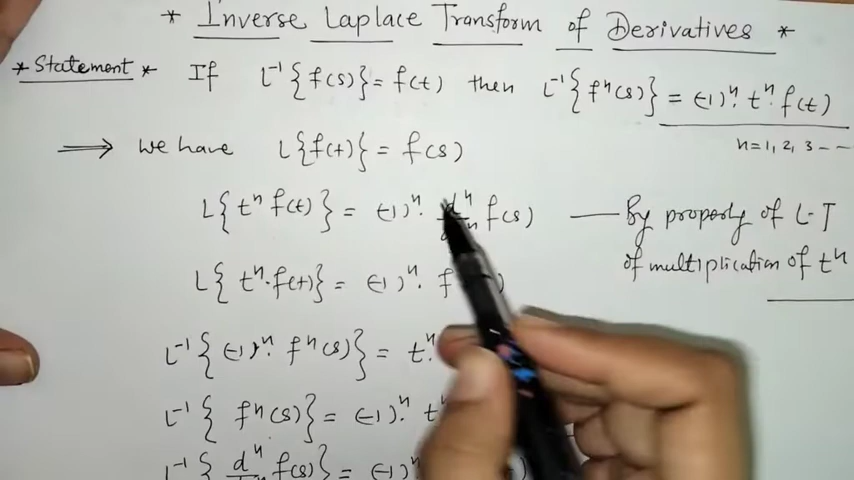 * Inverse Laplace Transform of Derivatives *
* Statement * If L⁻¹{f(s)} = f(t) then L⁻¹{fⁿ(s)} = (-1)ⁿ. tⁿ. f(t)
n = 1, 2, 3 - -
⟹ we have L{f(t)} = f(s)
L{tⁿ f(t)} = (-1)ⁿ. dⁿ f(s) — By property of L-T
of multiplication of tⁿ
L{tⁿ. f(t)} = (-1)ⁿ. f )
L⁻¹{(-1)ⁿ. fⁿ(s)} = tⁿ.
L⁻¹{fⁿ(s)} = (-1)ⁿ. t
L⁻¹{dⁿ f(s)} = (-1)ⁿ )